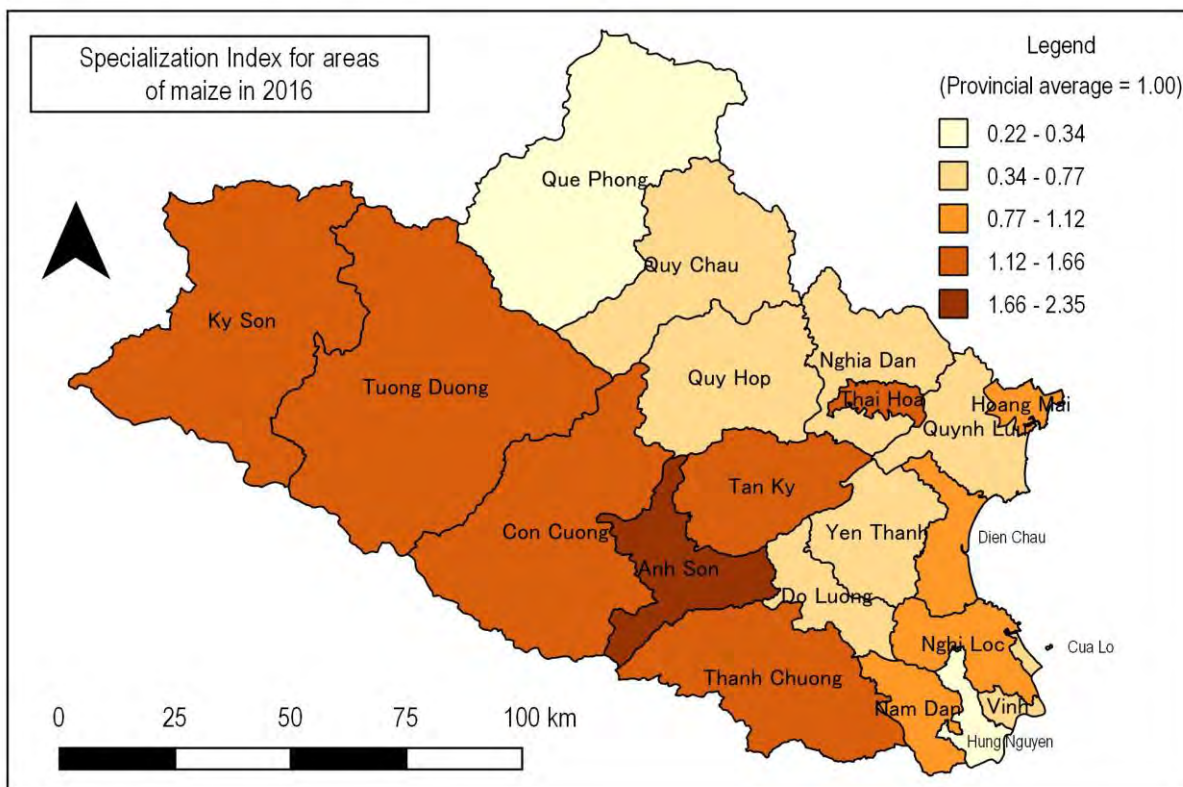 Specialization Index for areas
of maize in 2016
Legend
(Provincial average = 1.00)
0.22 - 0.34
0.34 - 0.77
0.77 - 1.12
1.12 - 1.66
1.66 - 2.35
Que Phong
Quy Chau
Ky Son
Nghia Dan
Tuong Duong
Quy Hop
Thai Hoa
Hoang Mai
Quynh Luu
Tan Ky
Con Cuong
Yen Thanh
Dien Chau
Anh Son
Do Luong
Nghi Loc
Cua Lo
Thanh Chuong
Nam Dan
Vinh
Hung Nguyen
0 25 50 75 100 km